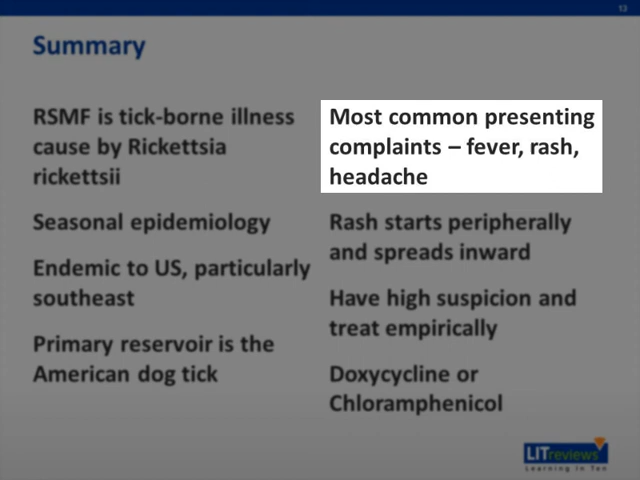 13
Summary
RSMF is tick-borne illness
cause by Rickettsia
rickettsii
Seasonal epidemiology
Endemic to US, particularly
southeast
Primary reservoir is the
American dog tick
Most common presenting
complaints – fever, rash,
headache
Rash starts peripherally
and spreads inward
Have high suspicion and
treat empirically
Doxycycline or
Chloramphenicol
LITreviews
Learning In Ten